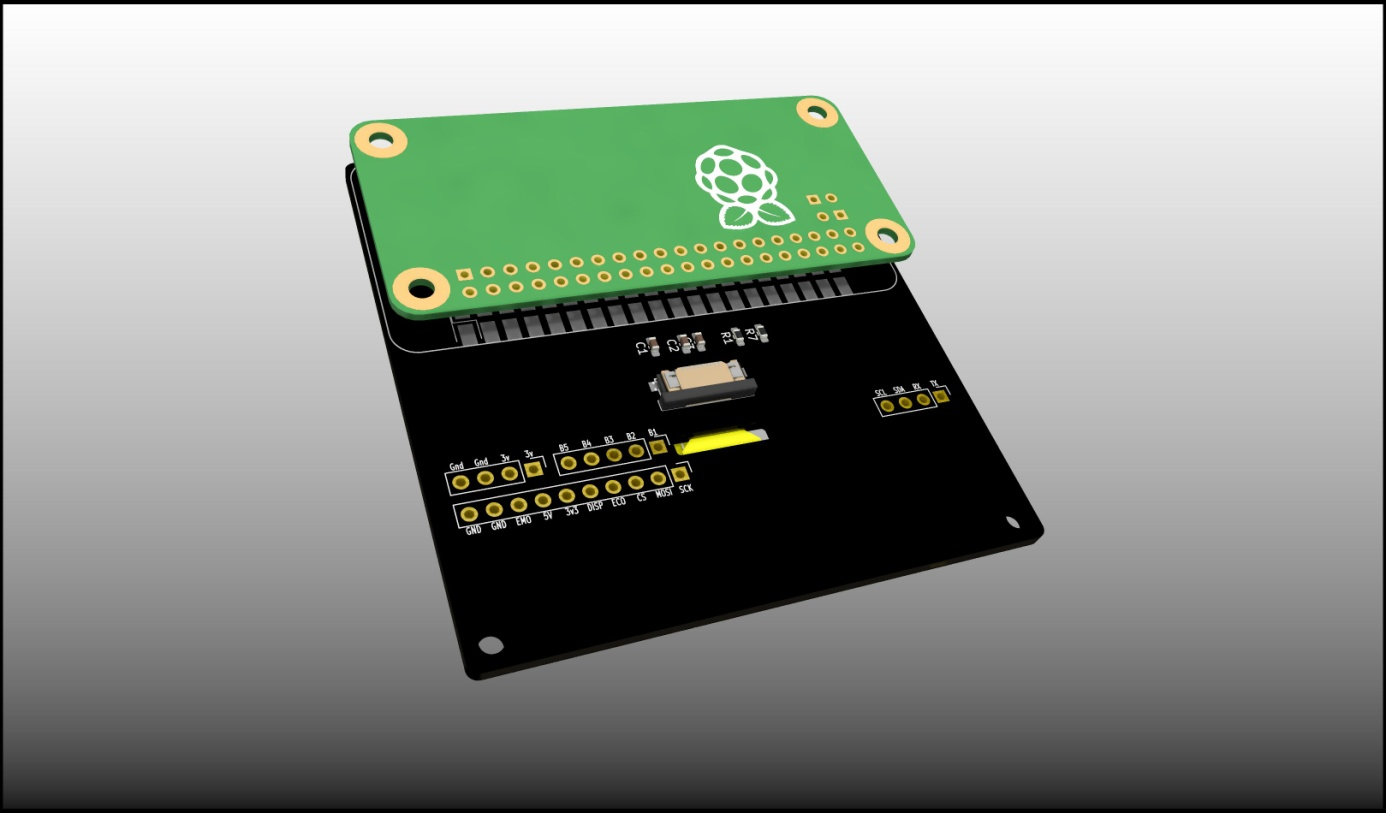 C1 C2 R1 R7
SCL SDA RX TX
Gnd Gnd 3v 3v
B5 B4 B3 B2 B1
GND GND EMO 5V 3v3 DISP ECO CS MOSI SCK